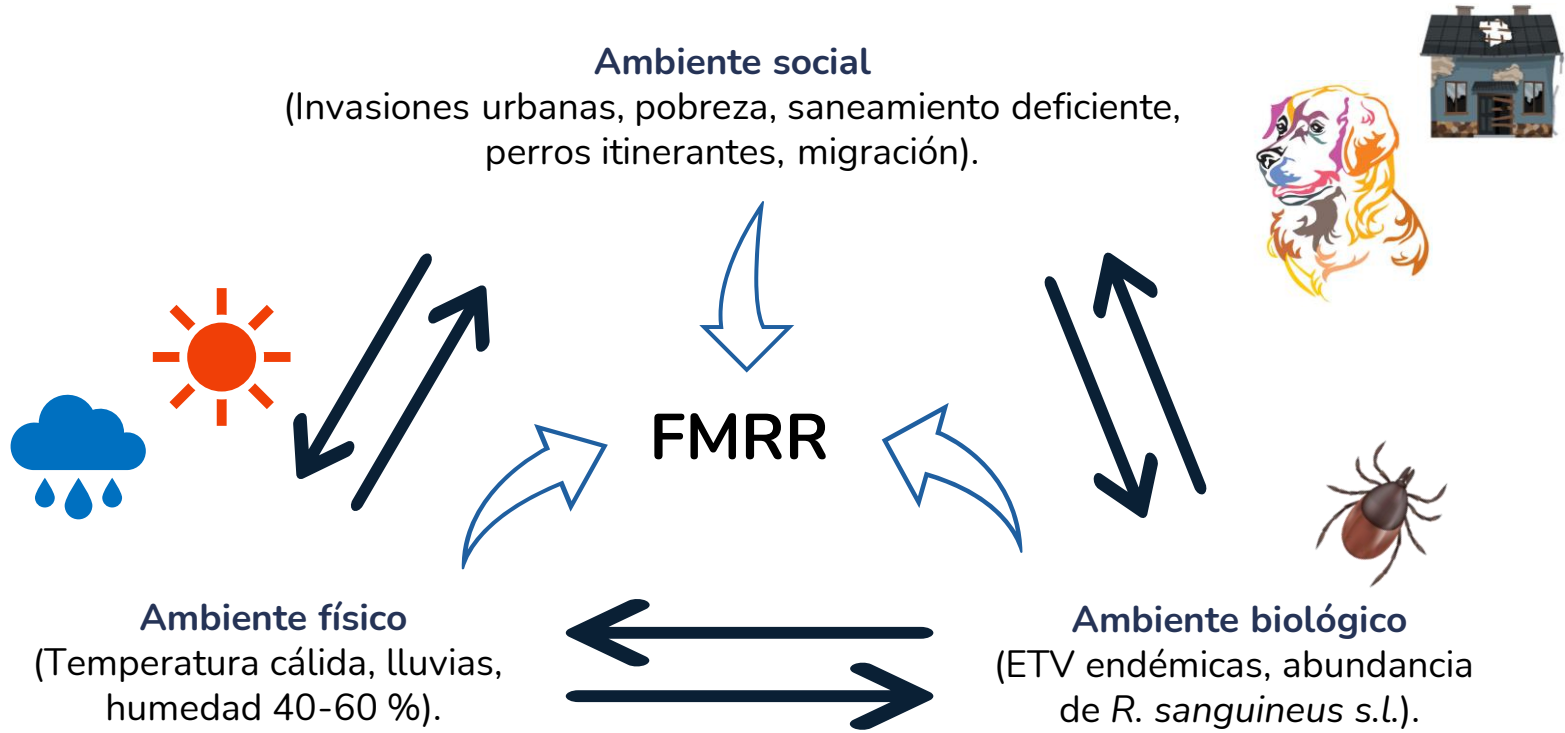 Ambiente social
(Invasiones urbanas, pobreza, saneamiento deficiente,
perros itinerantes, migración).
FMRR
Ambiente físico
(Temperatura cálida, lluvias,
humedad 40-60 %).
Ambiente biológico
(ETV endémicas, abundancia
de R. sanguineus s.l.).